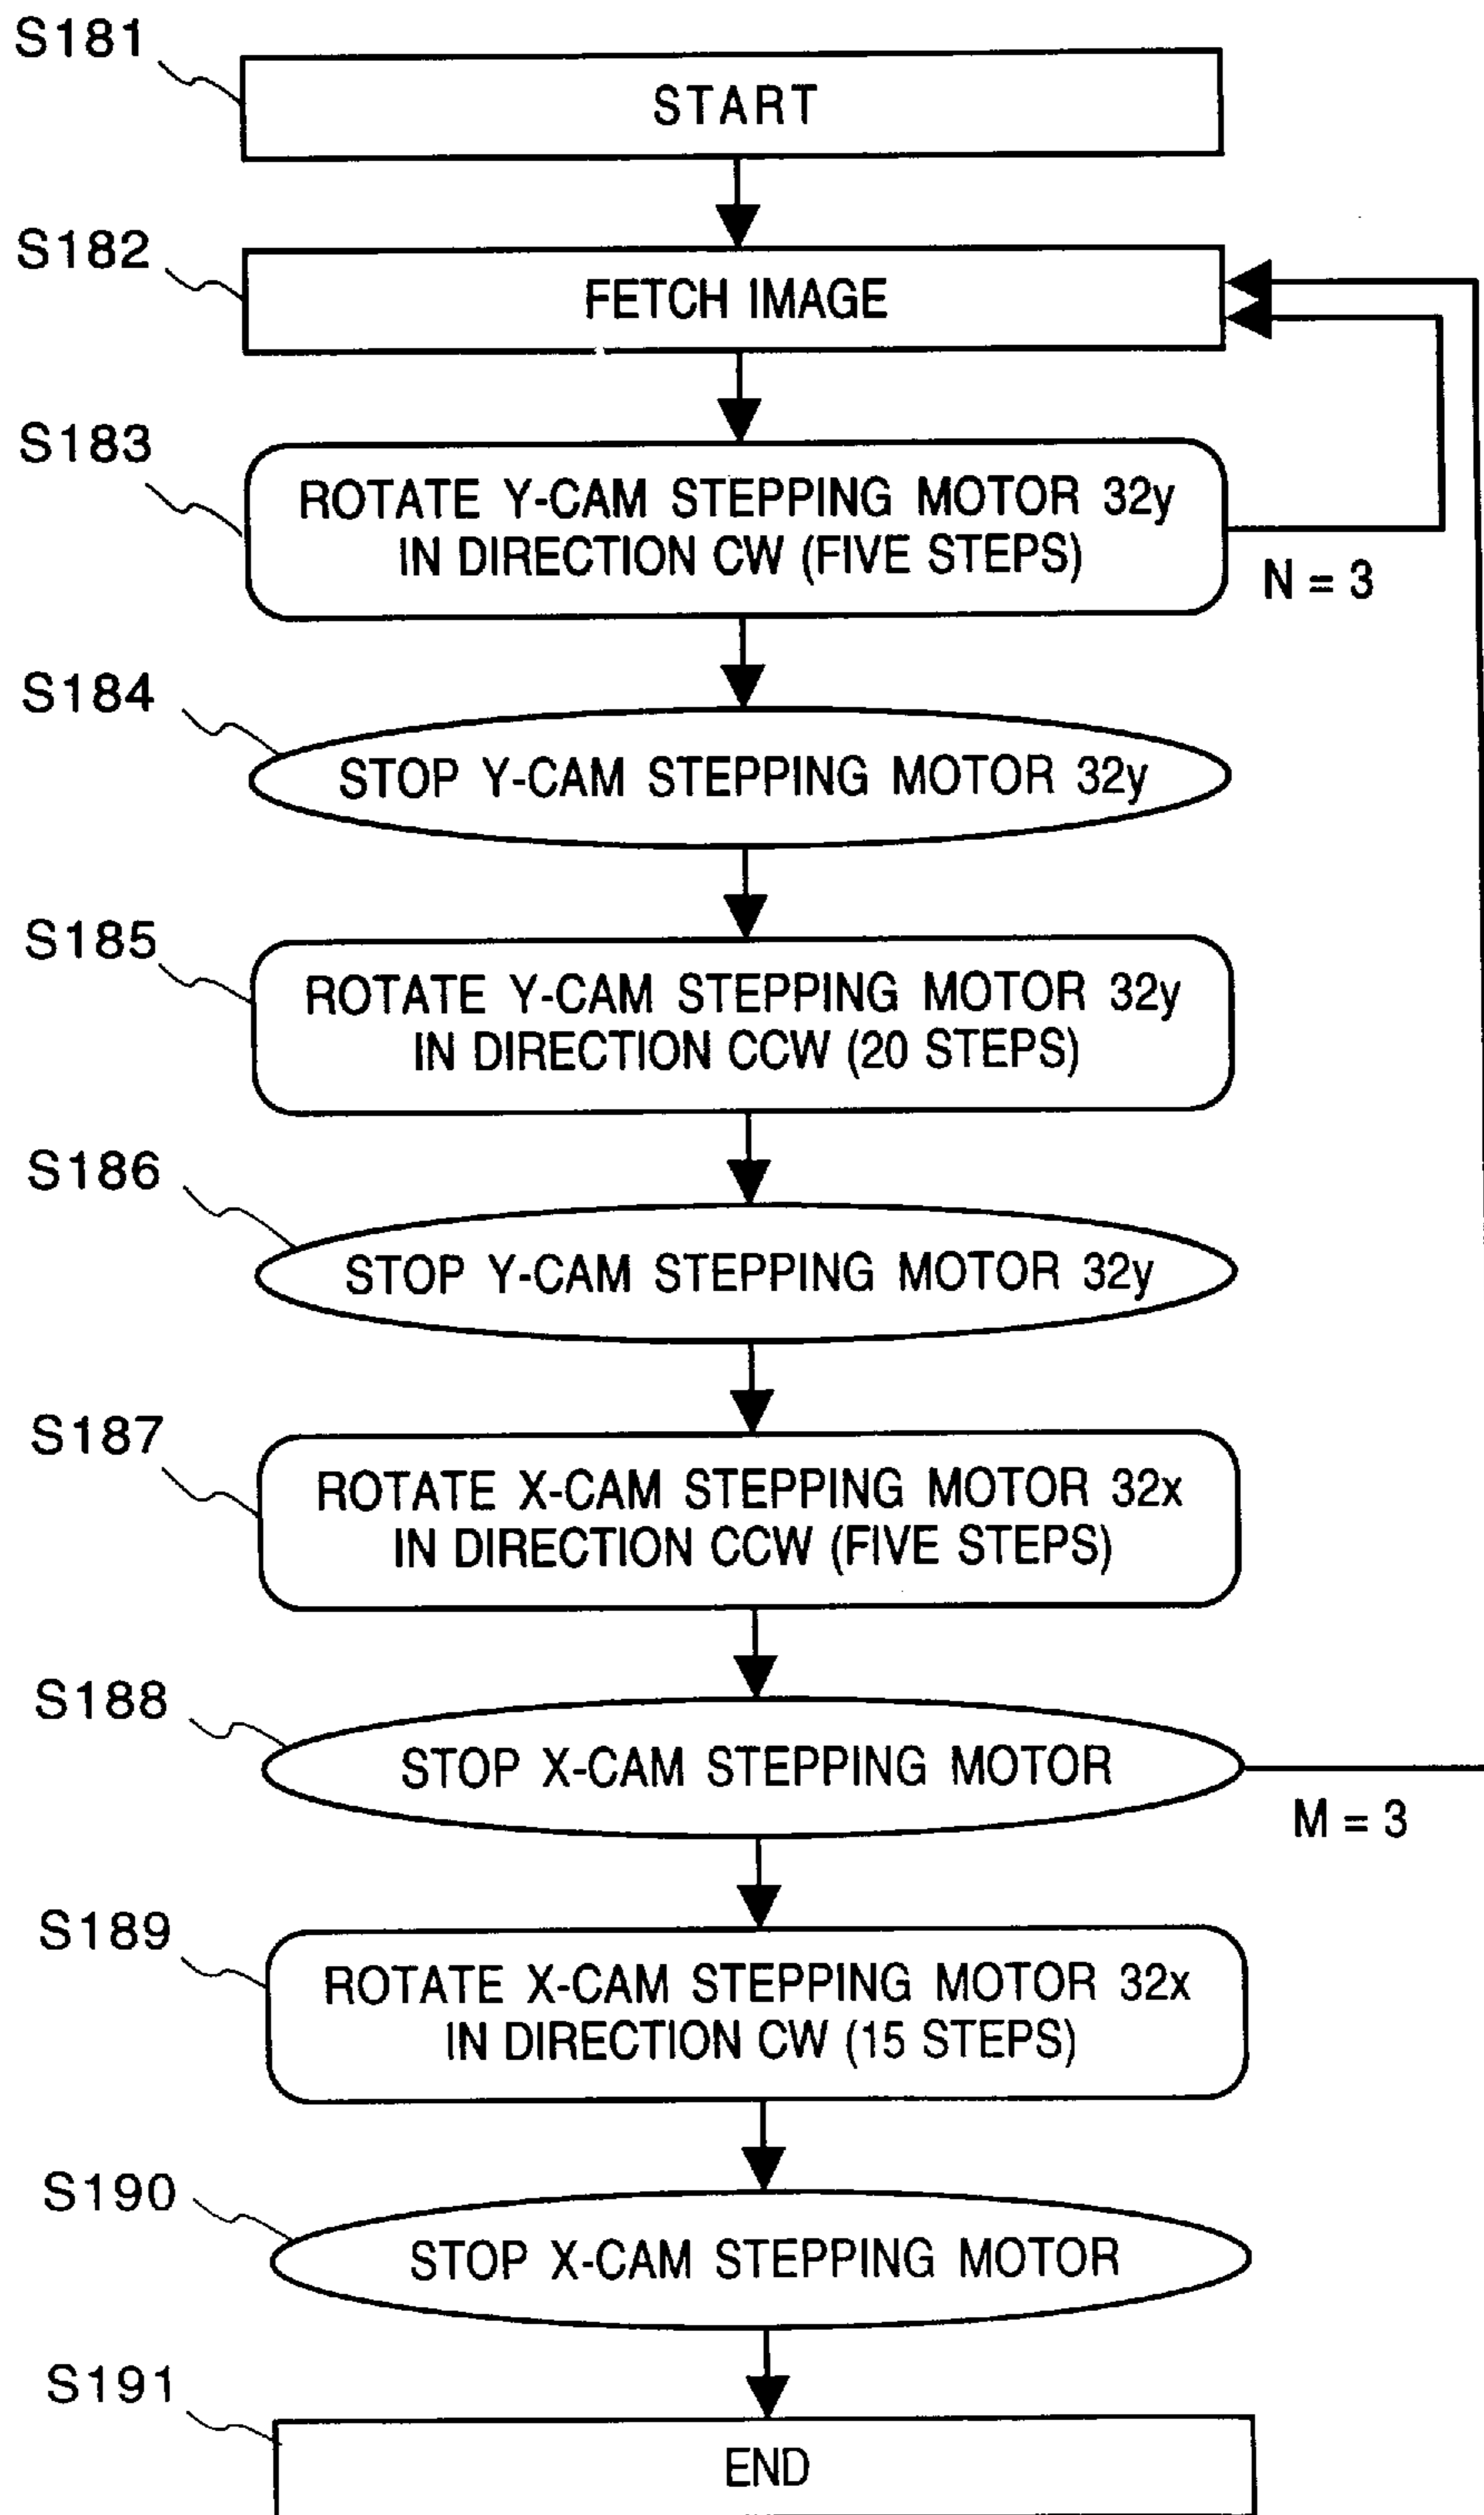 S181
START
S182
FETCH IMAGE
S183
ROTATE Y-CAM STEPPING MOTOR 32y
IN DIRECTION CW (FIVE STEPS)
N = 3
S184
STOP Y-CAM STEPPING MOTOR 32y
S185
ROTATE Y-CAM STEPPING MOTOR 32y
IN DIRECTION CCW (20 STEPS)
S186
STOP Y-CAM STEPPING MOTOR 32y
S187
ROTATE X-CAM STEPPING MOTOR 32x
IN DIRECTION CCW (FIVE STEPS)
S188
STOP X-CAM STEPPING MOTOR
M = 3
S189
ROTATE X-CAM STEPPING MOTOR 32x
IN DIRECTION CW (15 STEPS)
S190
STOP X-CAM STEPPING MOTOR
S191
END